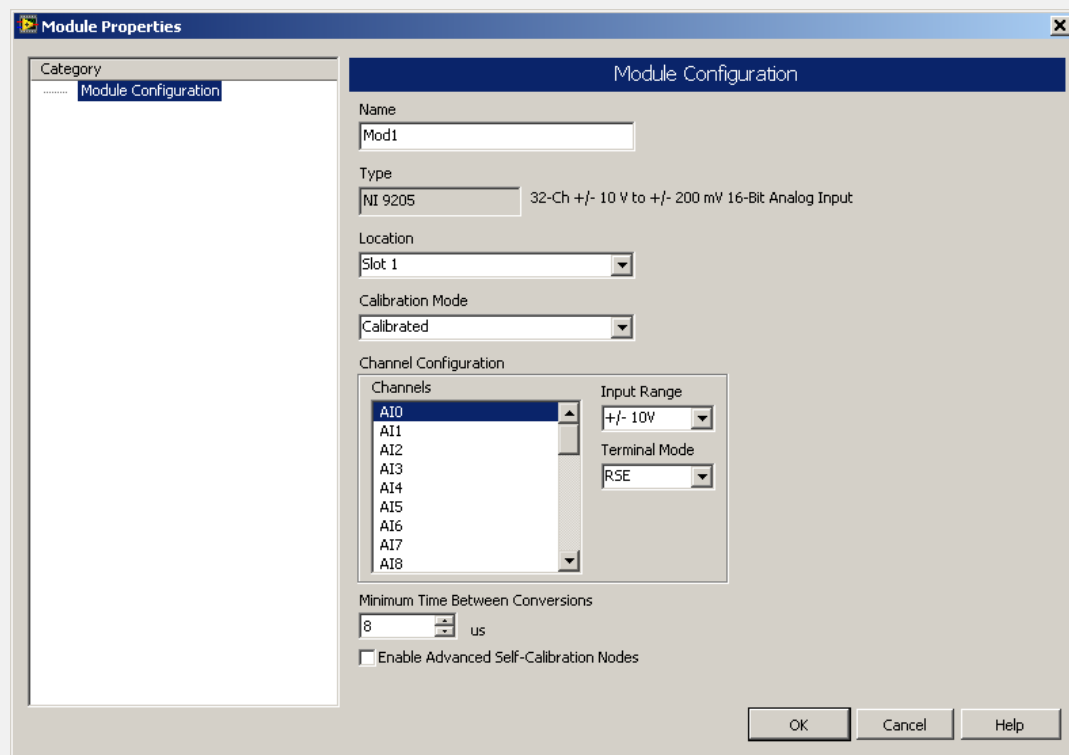 Module Properties
Category
Module Configuration
Module Configuration
Name
Mod1
Type
NI 9205
32-Ch +/- 10 V to +/- 200 mV 16-Bit Analog Input
Location
Slot 1
Calibration Mode
Calibrated
Channel Configuration
Channels
AI0
AI1
AI2
AI3
AI4
AI5
AI6
AI7
AI8
Input Range
+/- 10V
Terminal Mode
RSE
Minimum Time Between Conversions
8 us
Enable Advanced Self-Calibration Nodes
OK Cancel Help